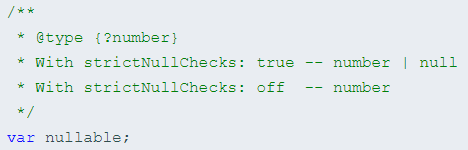 /**
 * @type {?number}
 * With strictNullChecks: true -- number | null
 * With strictNullChecks: off  -- number
 */
var nullable;